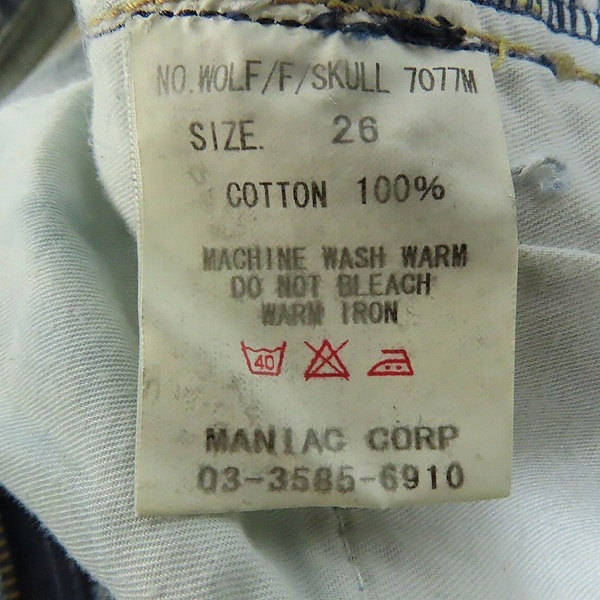 NO.WOLF/F/SKULL 7077M
SIZE. 26
COTTON 100%
MACHINE WASH WARM
DO NOT BLEACH
WARM IRON
40
MANIAC CORP
03-3585-6910